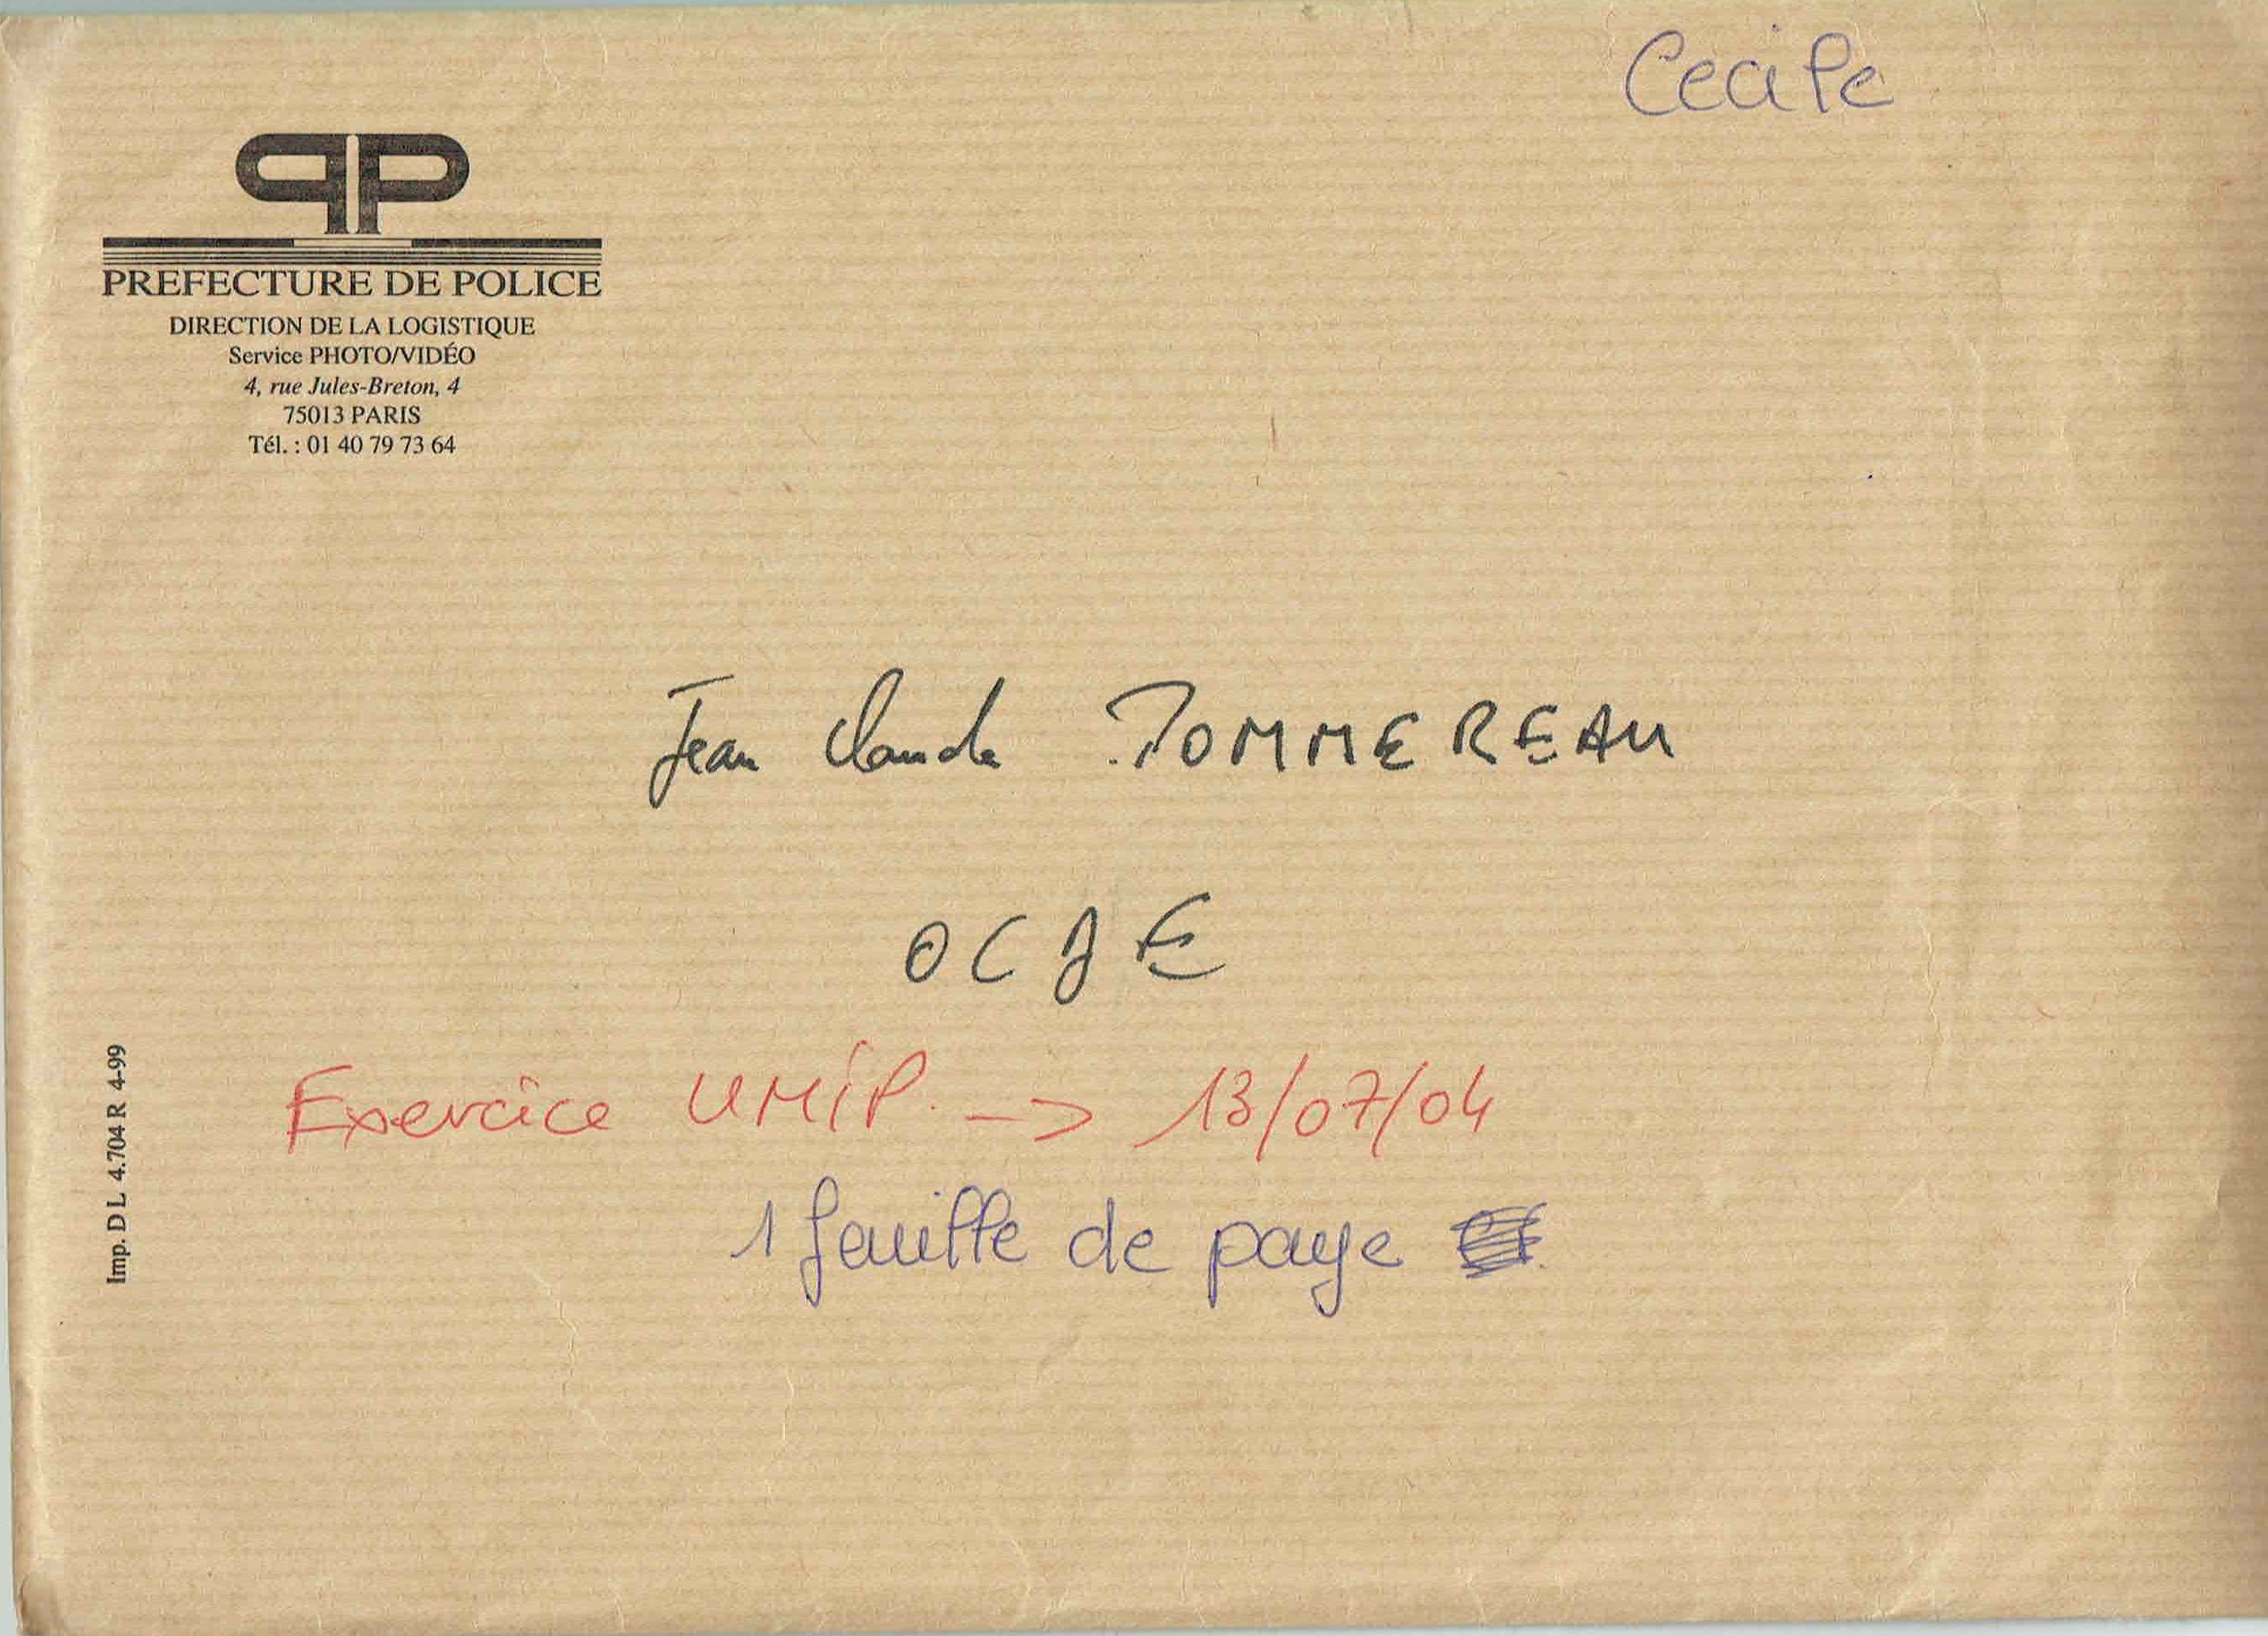 Cecile
PP
PREFECTURE DE POLICE
DIRECTION DE LA LOGISTIQUE
Service PHOTO/VIDÉO
4, rue Jules-Breton, 4
75013 PARIS
Tél. : 01 40 79 73 64
Jean Claude POMMEREAU
Exercice UMIP. -> 13/07/04
1 feuille de paye
Imp. D L 4.704 R 4-99